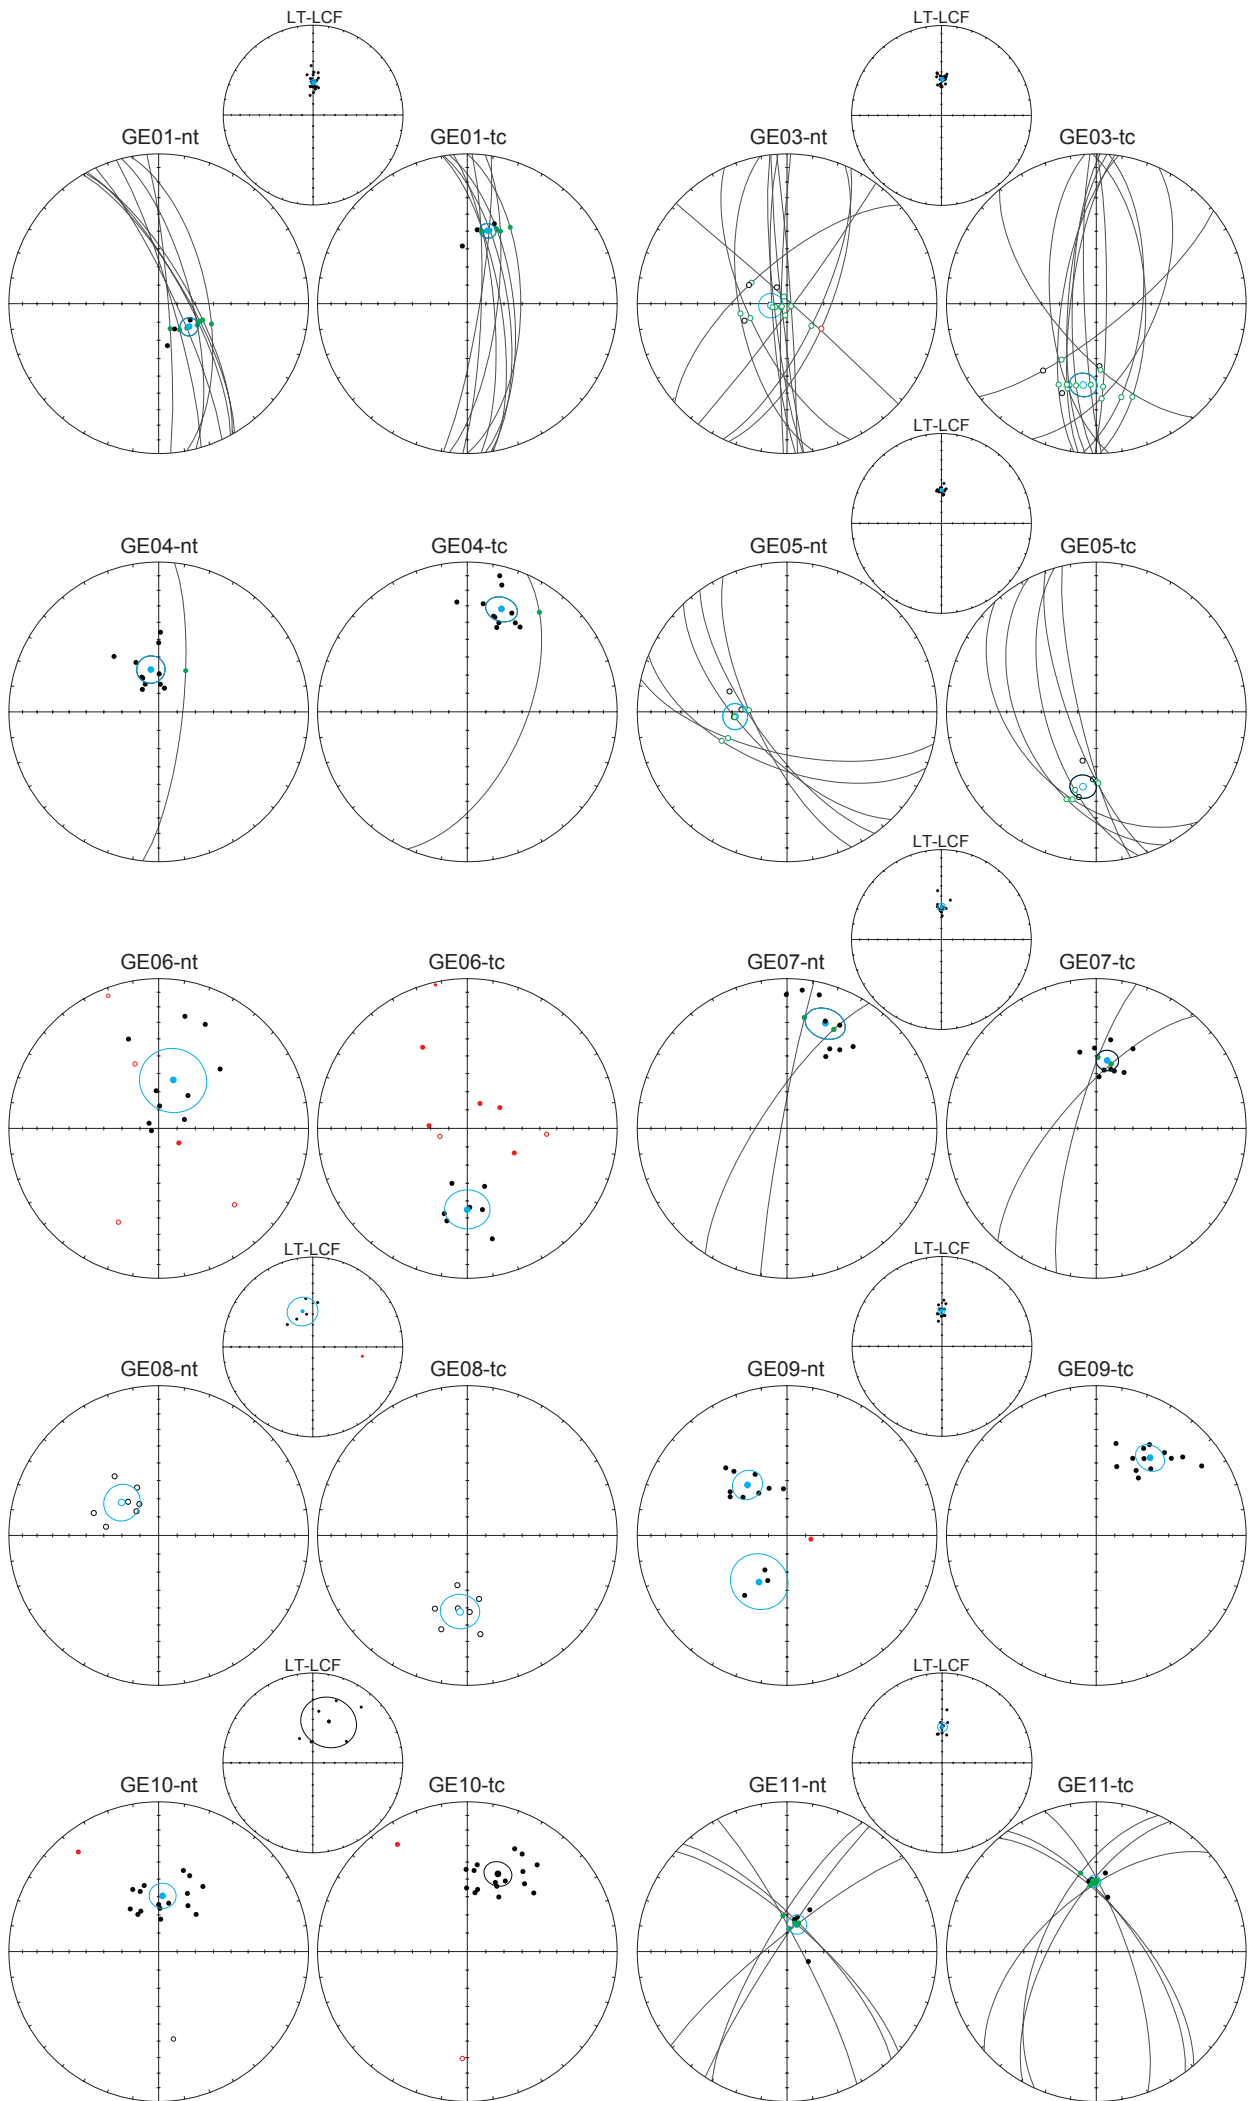 LT-LCF
LT-LCF
GE01-nt
GE01-tc
GE03-nt
GE03-tc
LT-LCF
GE04-nt
GE04-tc
GE05-nt
GE05-tc
LT-LCF
GE06-nt
GE06-tc
GE07-nt
GE07-tc
LT-LCF
LT-LCF
GE08-nt
GE08-tc
GE09-nt
GE09-tc
LT-LCF
LT-LCF
GE10-nt
GE10-tc
GE11-nt
GE11-tc